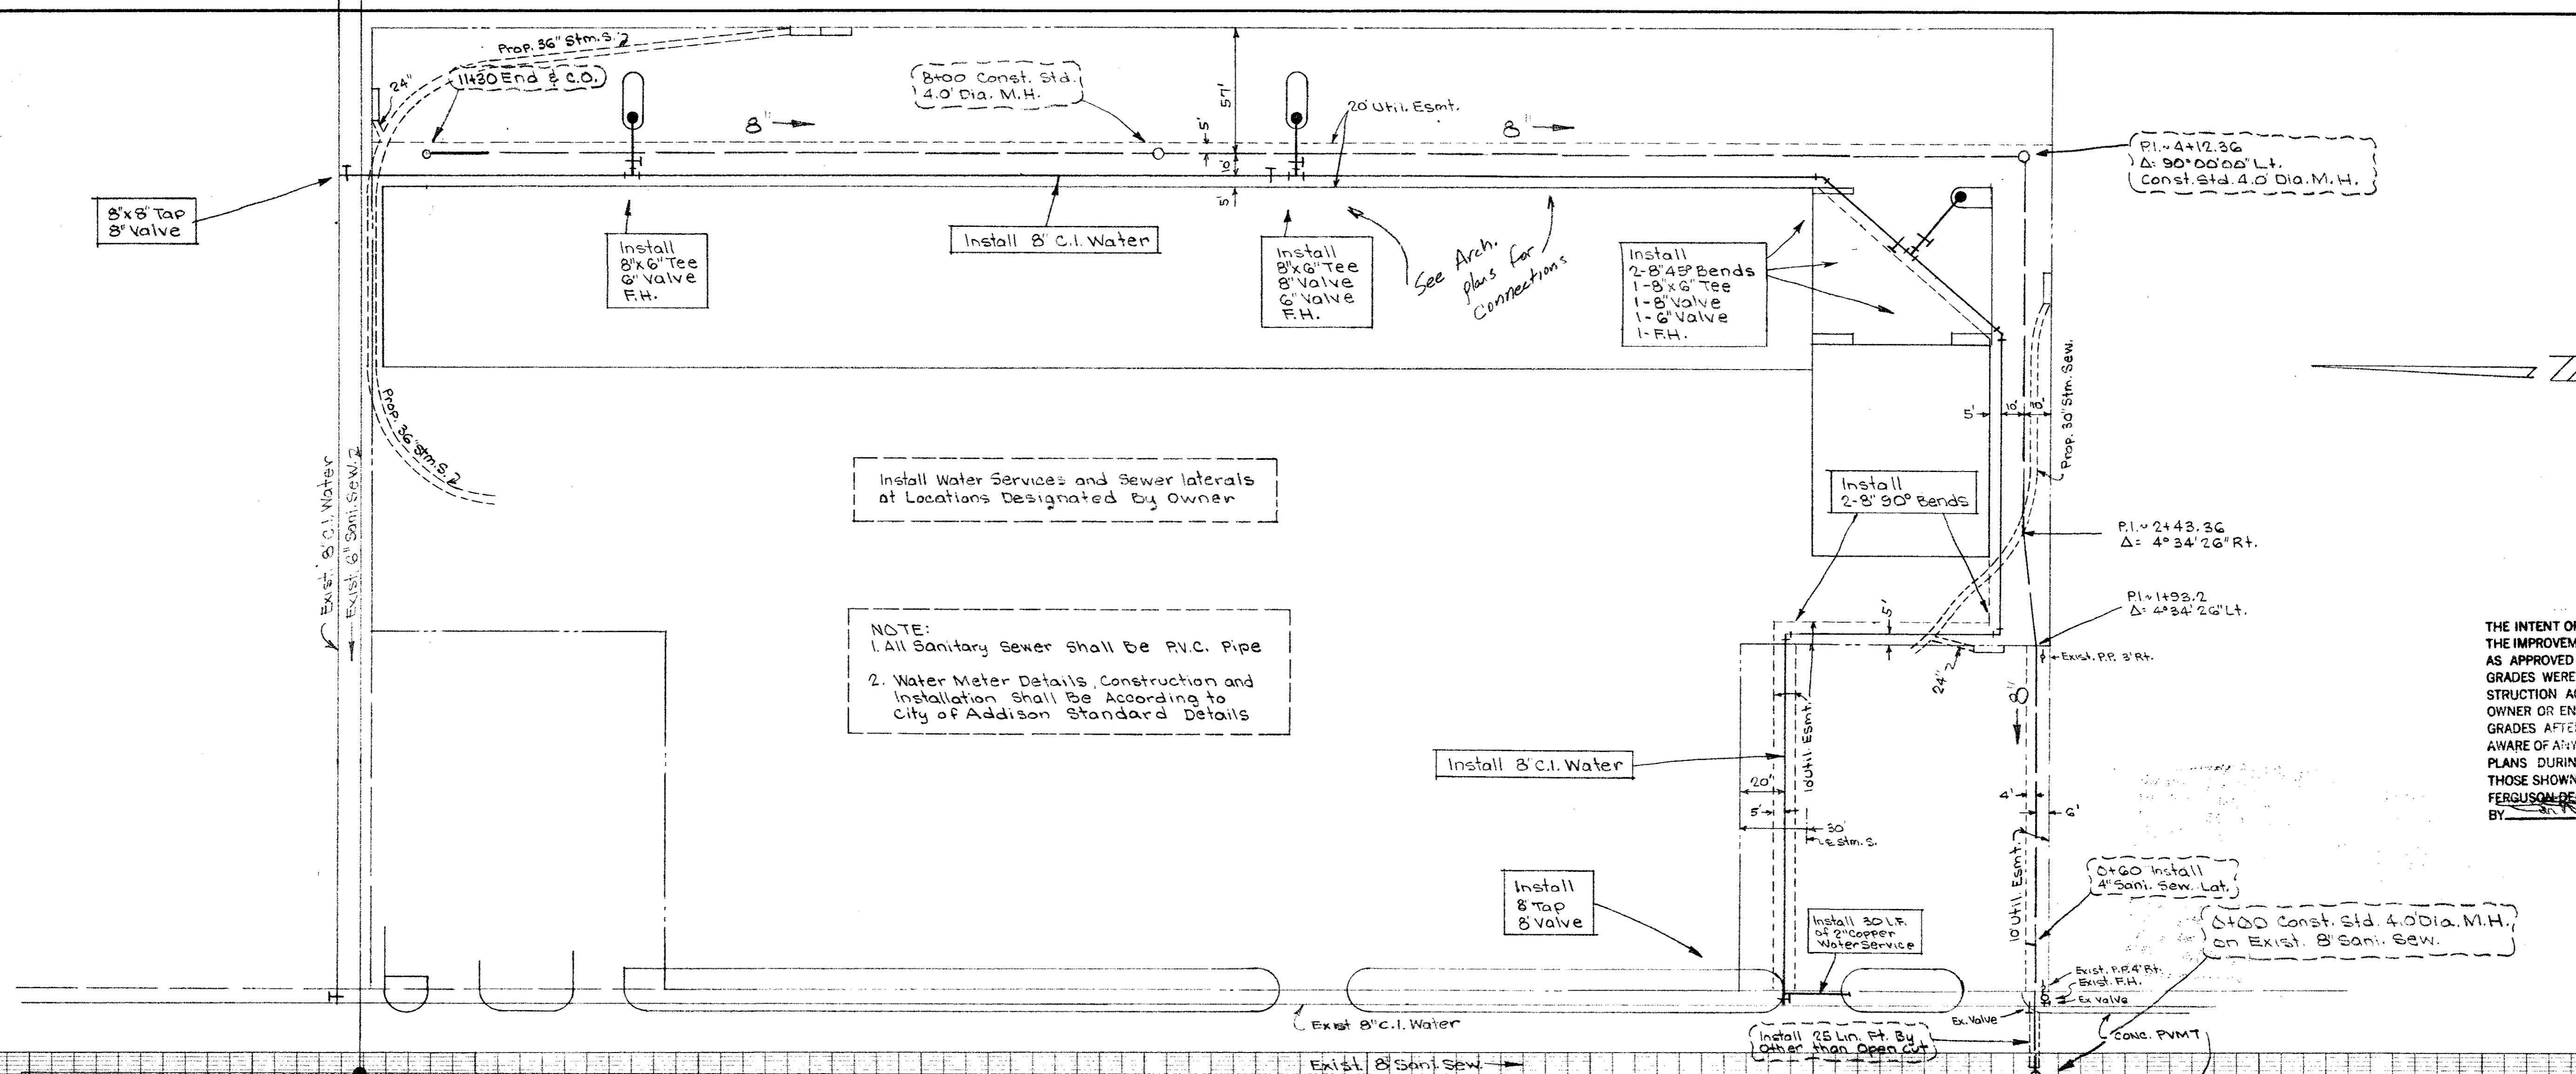 Prop. 36" Stm. S.
24"
11+30 End & C.O.
8"x8" Tap
8" Valve
8"
8+00 Const. Std.
4.0' Dia. M.H.
57'
5'
10'
5'
20' Util. Esmt.
8"
P.I.~ 4+12.36
Δ= 90°00'00" Lt.
Const. Std. 4.0' Dia. M.H.
Install
8"x6" Tee
6" Valve
F.H.
Install 8" C.I. Water
Install
8"x6" Tee
8" Valve
6" Valve
F.H.
See Arch.
plans for
Connections
Install
2-8" 45° Bends
1-8"x6" Tee
1-8" Valve
1-6" Valve
1-F.H.
Prop. 36" Stm. S.
Exist. 8" C.I. Water
Exist. 6" Sani. Sew.
5'
10'
Prop. 30" Stm. Sew.
Install Water Services and Sewer laterals
at Locations Designated By Owner
Install
2-8" 90° Bends
P.I.~ 2+43.36
Δ= 4°34'26" Rt.
P.I.~ 1+93.2
Δ= 4°34'26" Lt.
NOTE:
1. All Sanitary Sewer Shall Be P.V.C. Pipe
2. Water Meter Details, Construction and
Installation Shall Be According to
City of Addison Standard Details
5'
24"
Exist. P.P. 3' Rt.
8"
THE INTENT OF
THE IMPROVEM
AS APPROVED
GRADES WERE
STRUCTION A
OWNER OR EN
GRADES AFTE
AWARE OF ANY
PLANS DURIN
THOSE SHOWN
FERGUSON-DE
BY
Install 8" C.I. Water
10' Util. Esmt.
20'
5'
30'
Stm. S.
4'
6'
10' Util. Esmt.
0+60 Install
4" Sani. Sew. Lat.
0+00 Const. Std. 4.0' Dia. M.H.
on Exist. 8" Sani. Sew.
Install
8" Tap
8" Valve
Install 30 L.F.
of 2" Copper
Water Service
Exist. P.P. 4' Rt.
Exist. F.H.
Ex Valve
Exist 8" C.I. Water
Ex. Valve
Install 25 Lin. Ft. By
Other than Open Cut
CONC. PVMT
Exist. 8" Sani. Sew.